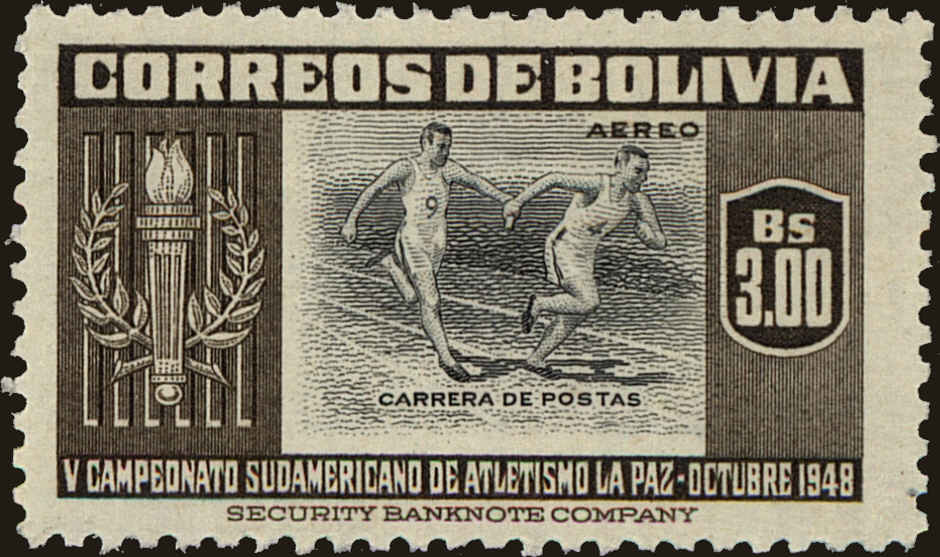 CORREOS DE BOLIVIA
AEREO
9
4
BS
3.00
CARRERA DE POSTAS
V CAMPEONATO SUDAMERICANO DE ATLETISMO LA PAZ-OCTUBRE 1948
SECURITY BANKNOTE COMPANY